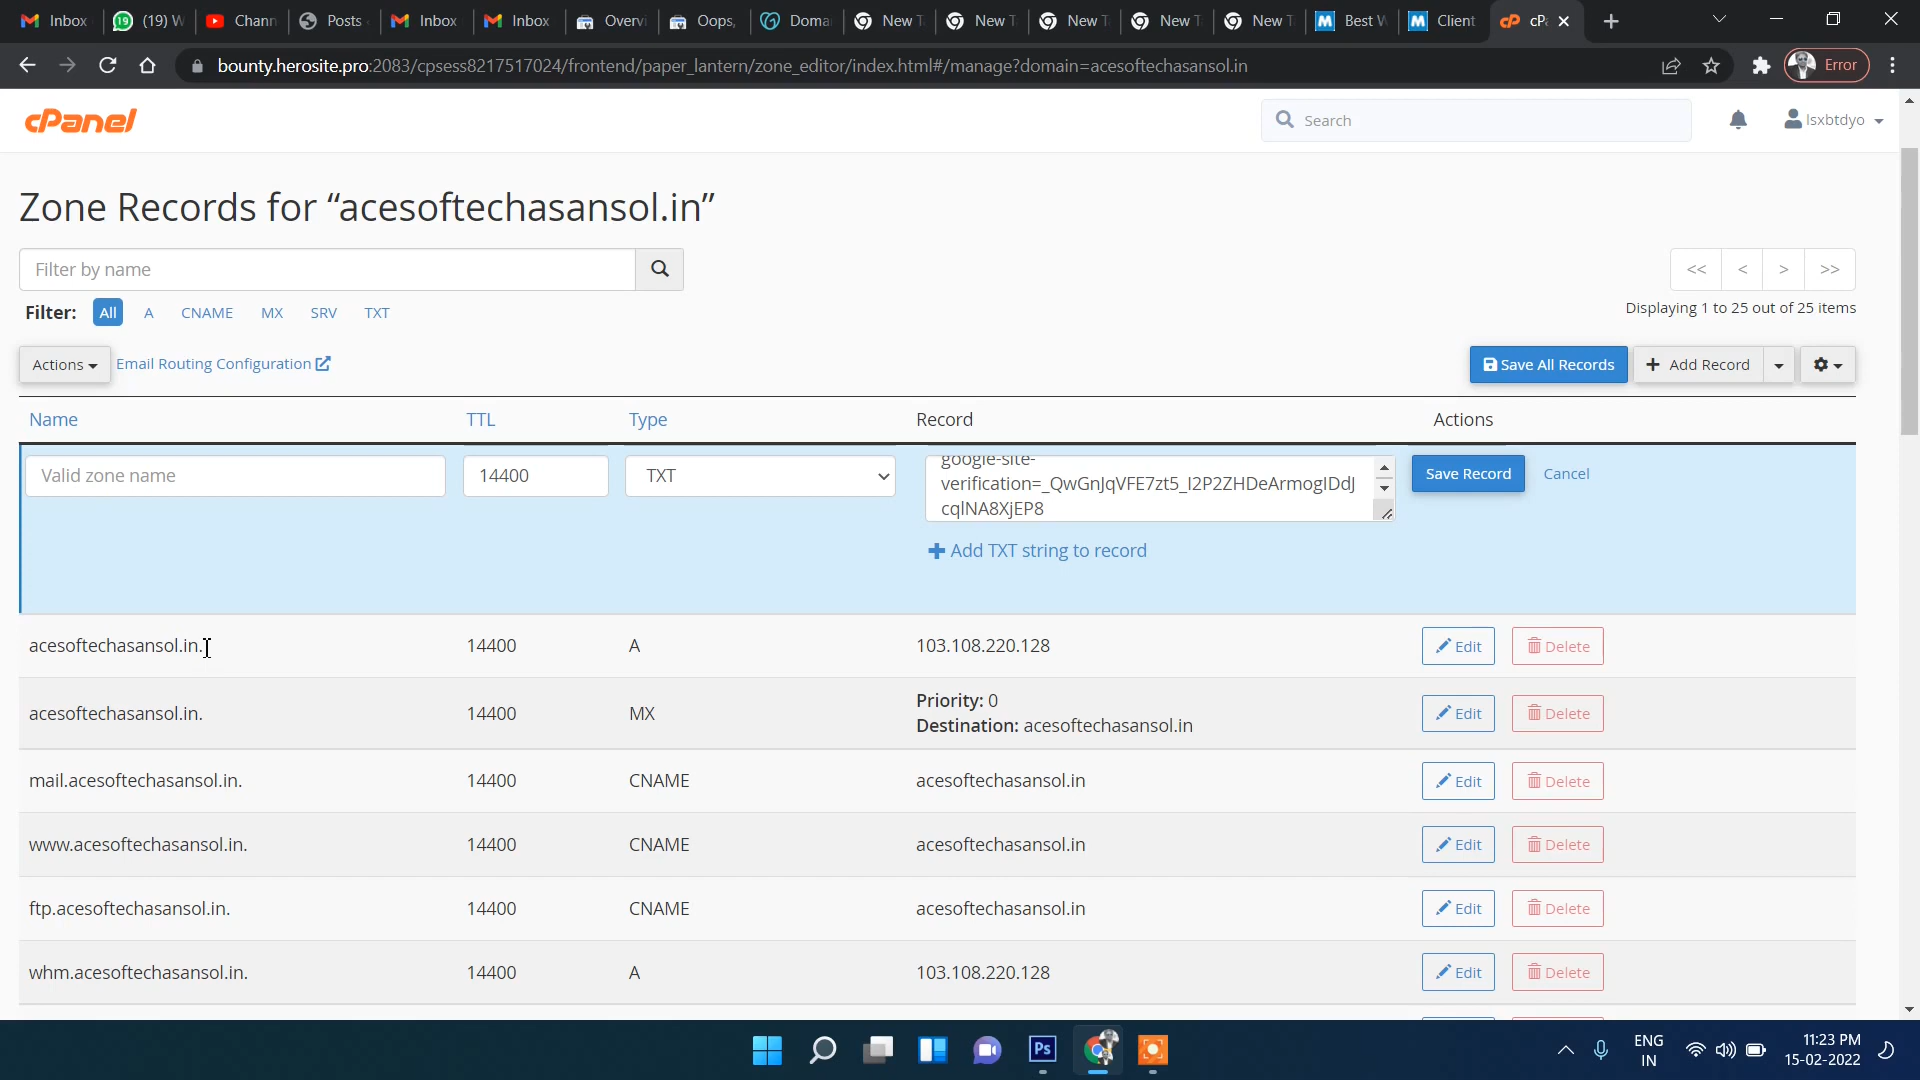 Inbox (19) W Chann Posts Inbox Inbox Overvi Oops, Domai New T New T New T New T New T Best W Client cPa
bounty.herosite.pro:2083/cpsess8217517024/frontend/paper_lantern/zone_editor/index.html#/manage?domain=acesoftechasansol.in Error
cPanel Search lsxbtdyo
Zone Records for “acesoftechasansol.in”
Filter by name << < > >>
Filter: All A CNAME MX SRV TXT Displaying 1 to 25 out of 25 items
Actions Email Routing Configuration Save All Records Add Record
Name TTL Type Record Actions
Valid zone name 14400 TXT google-site- Save Record Cancel
verification=_QwGnJqVFE7zt5_I2P2ZHDeArmogIDdJ
cqlNA8XjEP8
Add TXT string to record
acesoftechasansol.in. 14400 A 103.108.220.128 Edit Delete
acesoftechasansol.in. 14400 MX Priority: 0 Edit Delete
Destination: acesoftechasansol.in
mail.acesoftechasansol.in. 14400 CNAME acesoftechasansol.in Edit Delete
www.acesoftechasansol.in. 14400 CNAME acesoftechasansol.in Edit Delete
ftp.acesoftechasansol.in. 14400 CNAME acesoftechasansol.in Edit Delete
whm.acesoftechasansol.in. 14400 A 103.108.220.128 Edit Delete
Ps ENG 11:23 PM
IN 15-02-2022